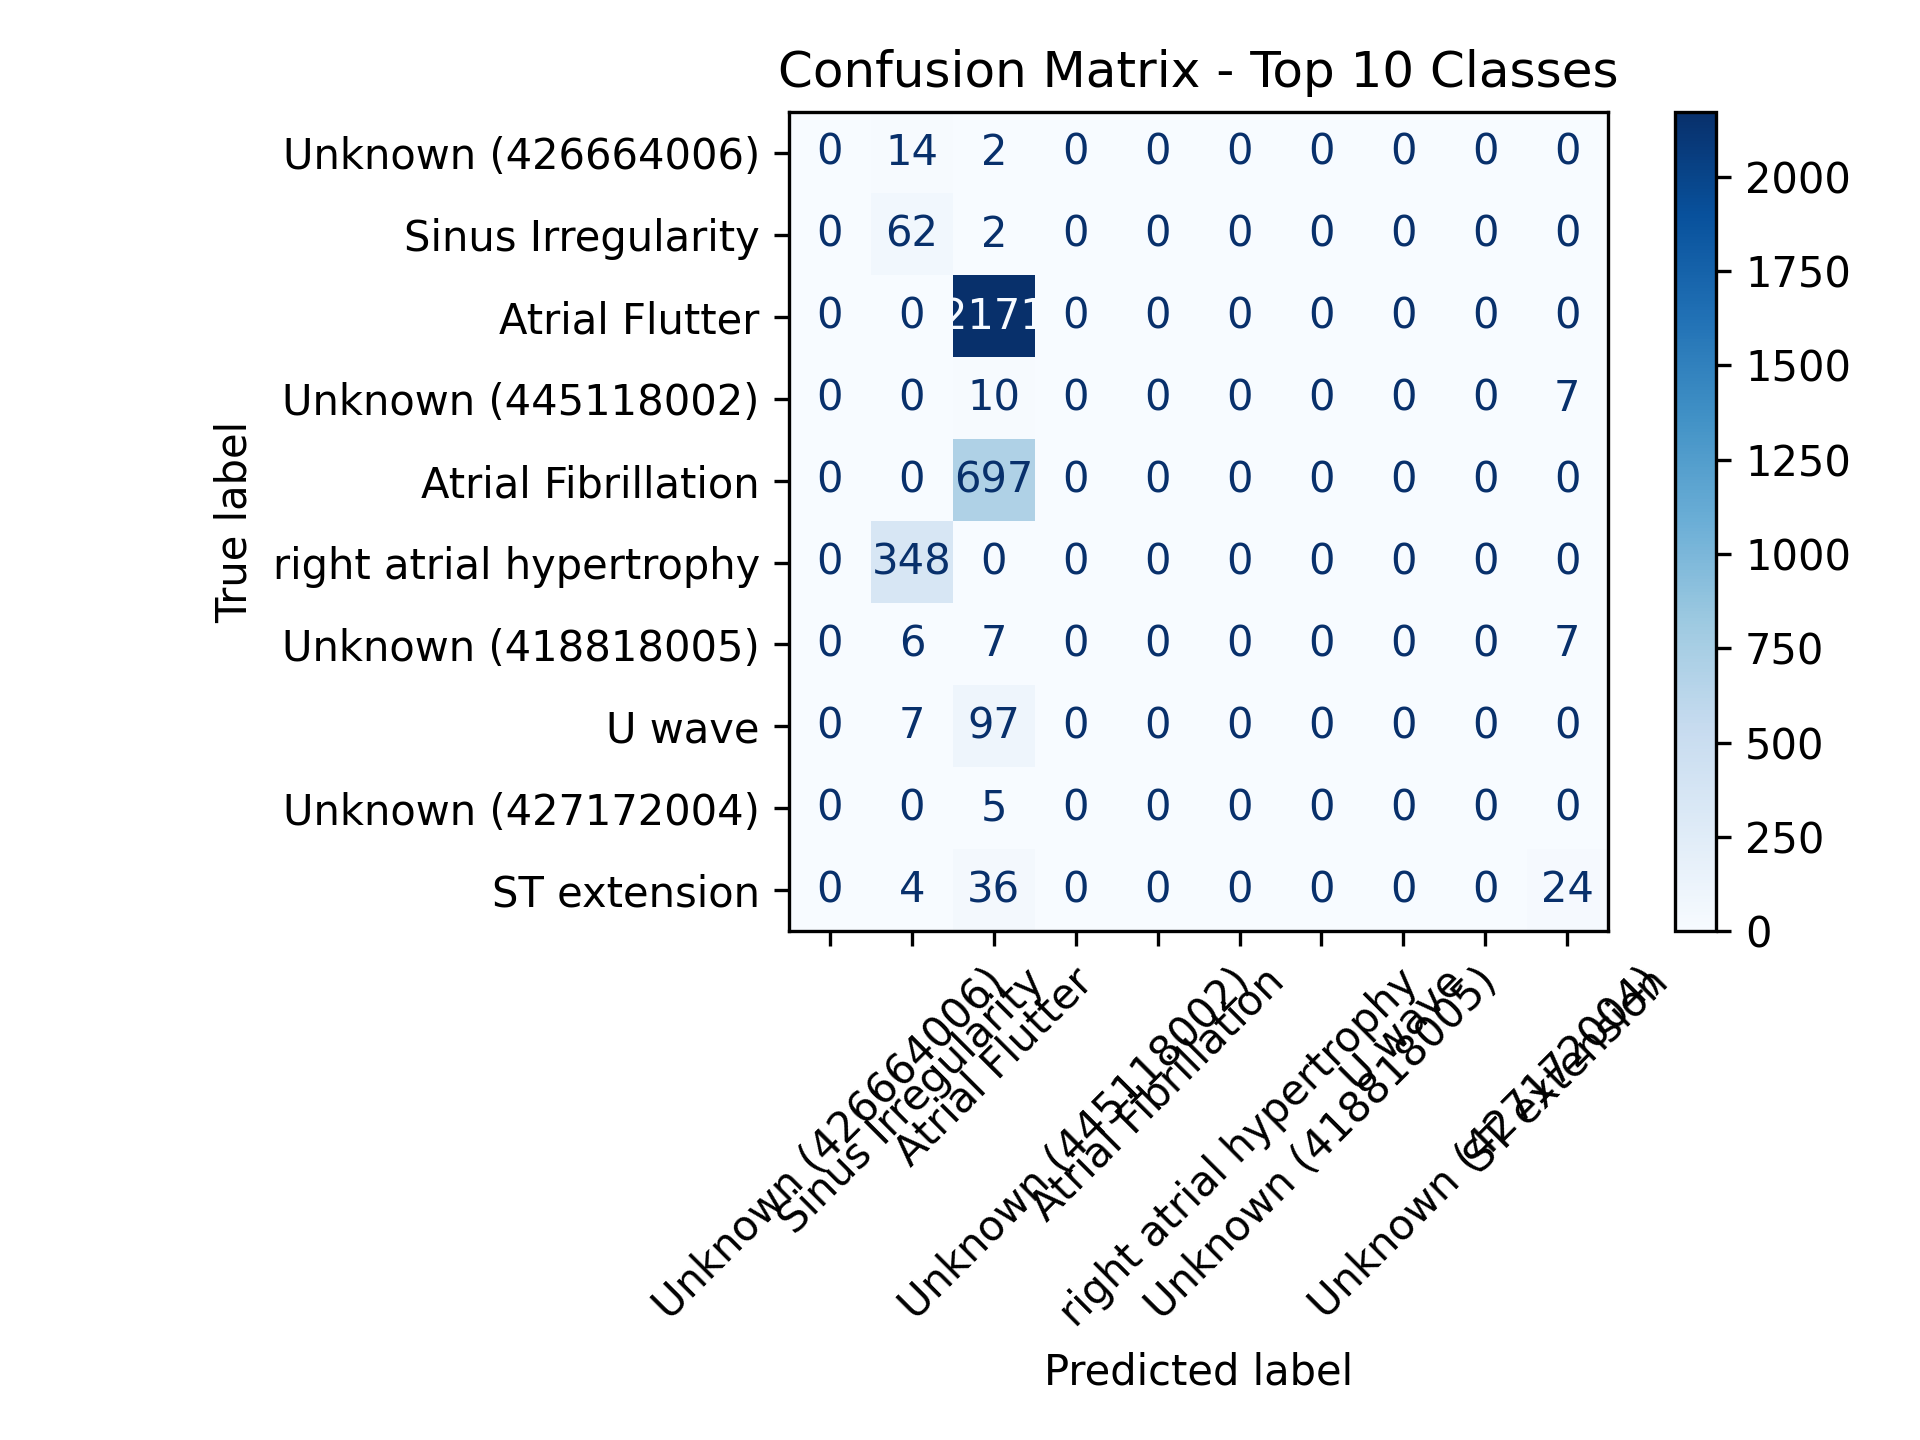 Confusion Matrix - Top 10 Classes
Unknown (426664006) 0 14 2 0 0 0 0 0 0 0
Sinus Irregularity 0 62 2 0 0 0 0 0 0 0
Atrial Flutter 0 0 2171 0 0 0 0 0 0 0
Unknown (445118002) 0 0 10 0 0 0 0 0 0 7
Atrial Fibrillation 0 0 697 0 0 0 0 0 0 0
right atrial hypertrophy 0 348 0 0 0 0 0 0 0 0
Unknown (418818005) 0 6 7 0 0 0 0 0 0 7
U wave 0 7 97 0 0 0 0 0 0 0
Unknown (427172004) 0 0 5 0 0 0 0 0 0 0
ST extension 0 4 36 0 0 0 0 0 0 24
True label
2000
1750
1500
1250
1000
750
500
250
0
Unknown (426664006)
Sinus Irregularity
Atrial Flutter
Unknown (445118002)
Atrial Fibrillation
right atrial hypertrophy
Unknown (418818005)
U wave
Unknown (427172004)
ST extension
Predicted label